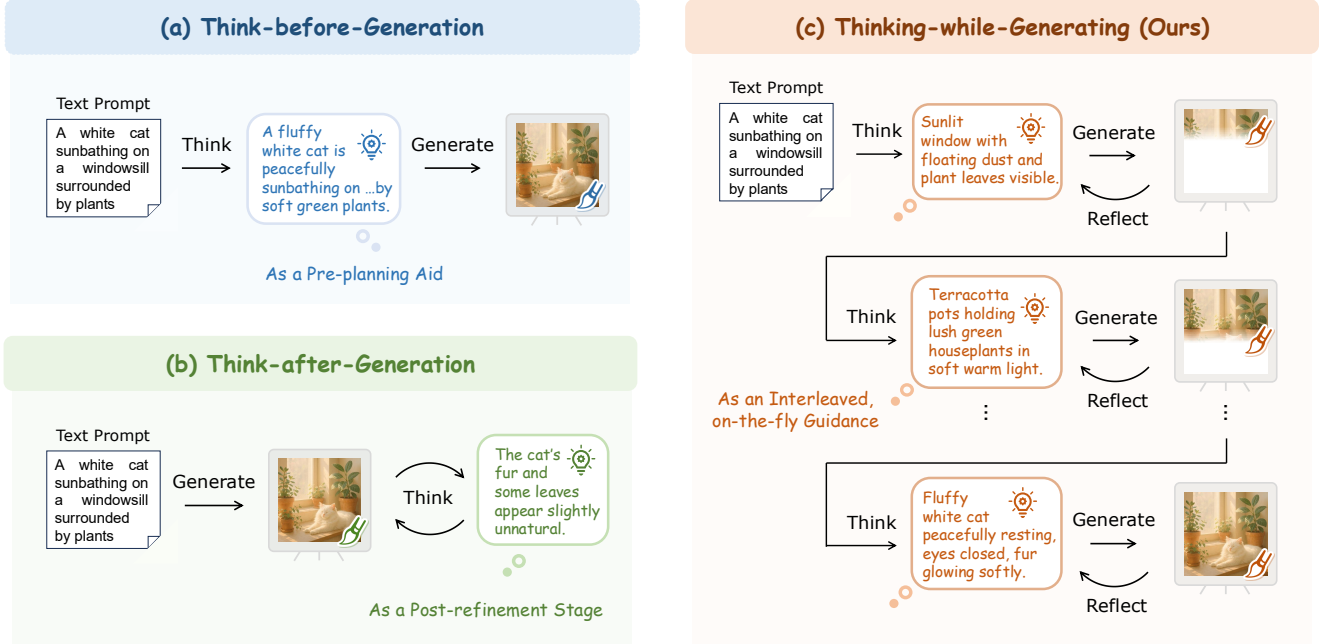 (a) Think-before-Generation
Text Prompt
A white cat
sunbathing on
a windowsill
surrounded
by plants
Think
A fluffy
white cat is
peacefully
sunbathing on ...by
soft green plants.
Generate
As a Pre-planning Aid
(b) Think-after-Generation
Text Prompt
A white cat
sunbathing on
a windowsill
surrounded
by plants
Generate
Think
The cat's
fur and
some leaves
appear slightly
unnatural.
As a Post-refinement Stage
(c) Thinking-while-Generating (Ours)
Text Prompt
A white cat
sunbathing on
a windowsill
surrounded
by plants
Think
Sunlit
window with
floating dust and
plant leaves visible.
Generate
Reflect
Think
Terracotta
pots holding
lush green
houseplants in
soft warm light.
Generate
Reflect
As an Interleaved,
on-the-fly Guidance
⋮
⋮
Think
Fluffy
white cat
peacefully resting,
eyes closed, fur
glowing softly.
Generate
Reflect